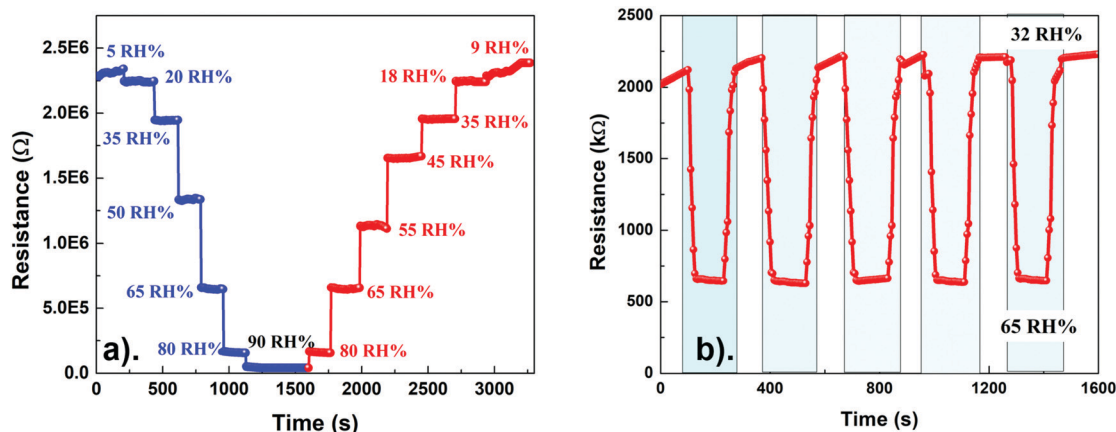 2.5E6
2.0E6
1.5E6
1.0E6
5.0E5
0.0
Resistance (Ω)
5 RH%
20 RH%
35 RH%
50 RH%
65 RH%
80 RH%
90 RH%
80 RH%
65 RH%
55 RH%
45 RH%
35 RH%
18 RH%
9 RH%
a).
0 500 1000 1500 2000 2500 3000
Time (s)
2500
2000
1500
1000
500
0
Resistance (kΩ)
32 RH%
65 RH%
b).
0 400 800 1200 1600
Time (s)